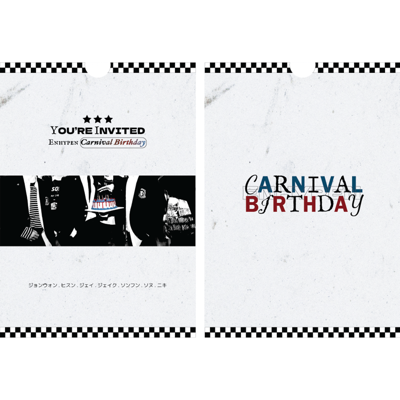 YOU'RE INVITED
ENHYPEN Carnival Birthday
ジョンウォン . ヒスン . ジェイ . ジェイク . ソンフン . ソヌ . ニキ
CARNIVAL
BIRTHDAY